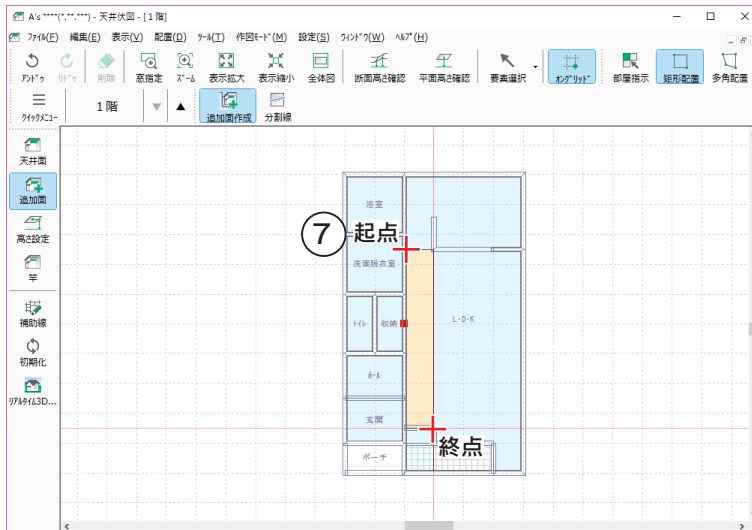 A's ****(*.**.***) - 天井伏図 - [1 階]
ﾌｧｲﾙ(F) 編集(E) 表示(V) 配置(D) ﾂｰﾙ(T) 作図ﾓｰﾄﾞ(M) 設定(S) ｳｨﾝﾄﾞｳ(W) ﾍﾙﾌﾟ(H)
ｱﾝﾄﾞｩ ﾘﾄﾞｩ 削除 窓指定 ｽﾞｰﾑ 表示拡大 表示縮小 全体図 断面高さ確認 平面高さ確認 要素選択 ｵﾝｸﾞﾘｯﾄﾞ 部屋指示 矩形配置 多角配置
ｸｲｯｸﾒﾆｭｰ 1 階 追加面作成 分割線
天井面
追加面
高さ設定
竿
補助線
初期化
ﾘｱﾙﾀｲﾑ3D...
浴室
⑦ 起点
洗面脱衣室
ﾄｲﾚ 収納 L・D・K
ﾎｰﾙ
玄関
終点
ポーチ